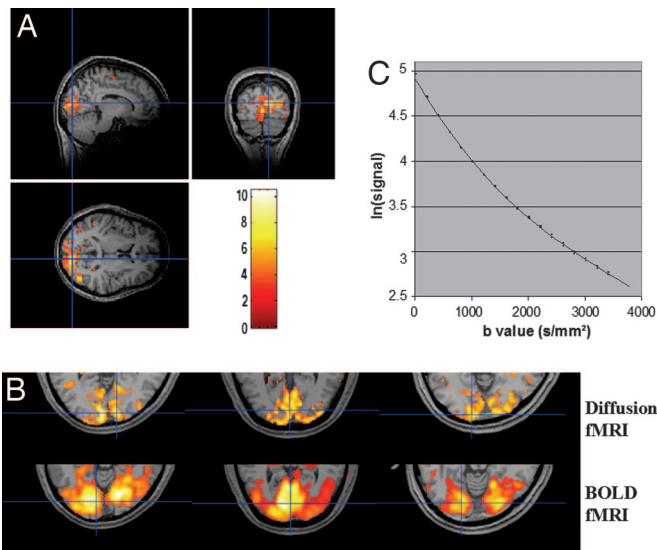 A
10
8
6
4
2
0
C
5
4.5
4
3.5
3
2.5
ln(signal)
0
1000
2000
3000
4000
b value (s/mm²)
B
Diffusion
fMRI
BOLD
fMRI